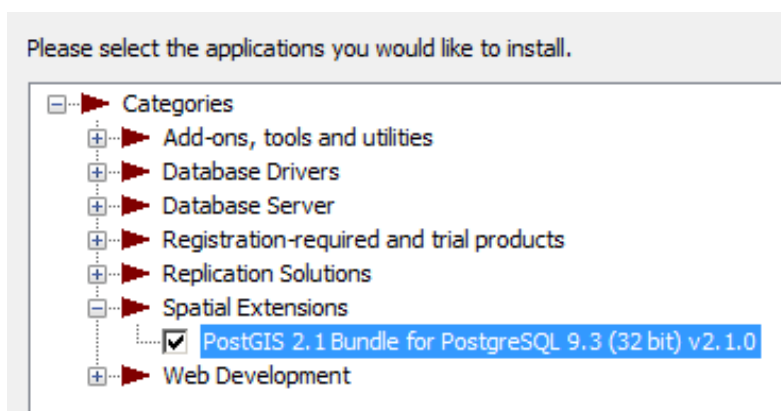 Please select the applications you would like to install.
Categories
Add-ons, tools and utilities
Database Drivers
Database Server
Registration-required and trial products
Replication Solutions
Spatial Extensions
PostGIS 2.1 Bundle for PostgreSQL 9.3 (32 bit) v2.1.0
Web Development